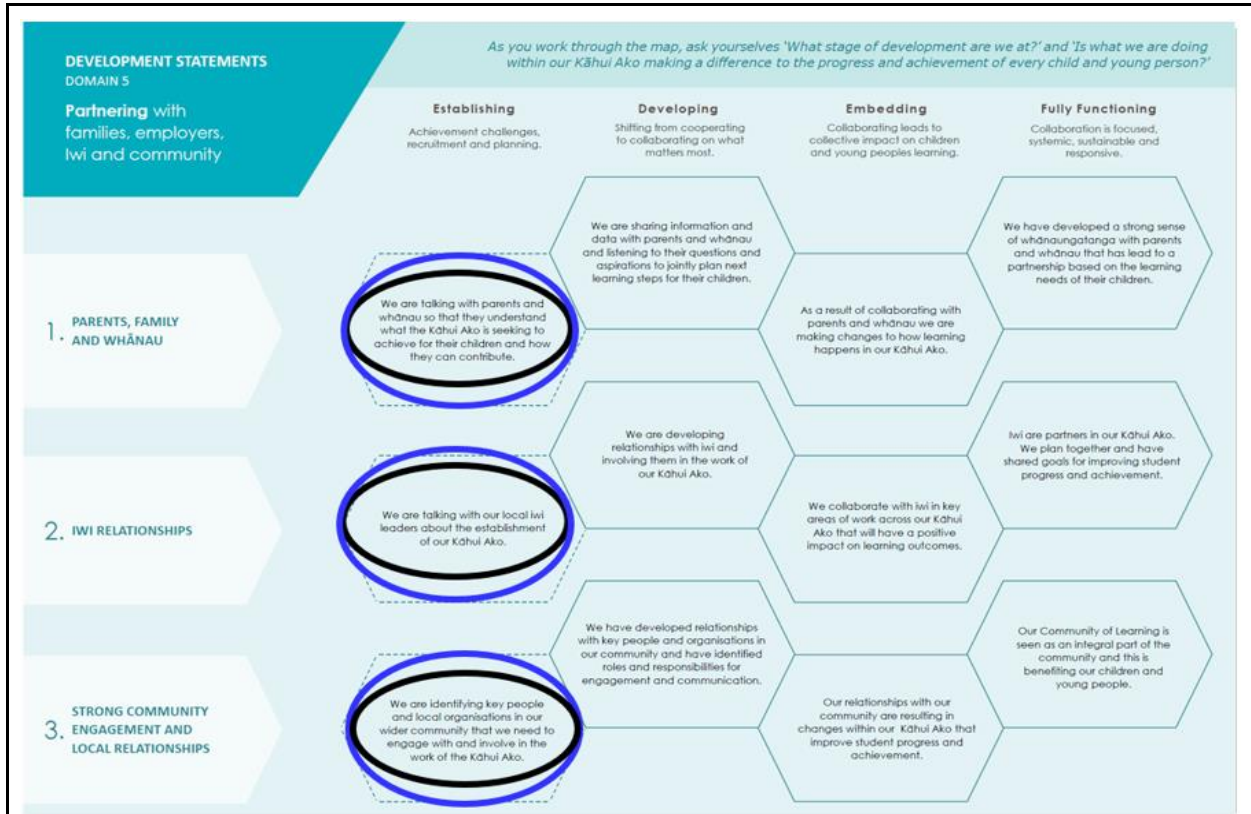 DEVELOPMENT STATEMENTS
DOMAIN 5
Partnering with
families, employers,
Iwi and community
As you work through the map, ask yourselves 'What stage of development are we at?' and 'Is what we are doing
within our Kāhui Ako making a difference to the progress and achievement of every child and young person?'
Establishing
Achievement challenges,
recruitment and planning.
Developing
Shifting from cooperating
to collaborating on what
matters most.
Embedding
Collaborating leads to
collective impact on children
and young peoples learning.
Fully Functioning
Collaboration is focused,
systemic, sustainable and
responsive.
1. PARENTS, FAMILY
AND WHĀNAU
We are talking with parents and
whānau so that they understand
what the Kāhui Ako is seeking to
achieve for their children and how
they can contribute.
We are sharing information and
data with parents and whānau
and listening to their questions and
aspirations to jointly plan next
learning steps for their children.
As a result of collaborating with
parents and whānau we are
making changes to how learning
happens in our Kāhui Ako.
We have developed a strong sense
of whānaungatanga with parents
and whānau that has lead to a
partnership based on the learning
needs of their children.
2. IWI RELATIONSHIPS
We are talking with our local iwi
leaders about the establishment
of our Kāhui Ako.
We are developing
relationships with iwi and
involving them in the work of
our Kāhui Ako.
We collaborate with iwi in key
areas of work across our Kāhui
Ako that will have a positive
impact on learning outcomes.
Iwi are partners in our Kāhui Ako.
We plan together and have
shared goals for improving student
progress and achievement.
3. STRONG COMMUNITY
ENGAGEMENT AND
LOCAL RELATIONSHIPS
We are identifying key people
and local organisations in our
wider community that we need to
engage with and involve in the
work of the Kāhui Ako.
We have developed relationships
with key people and organisations in
our community and have identified
roles and responsibilities for
engagement and communication.
Our relationships with our
community are resulting in
changes within our Kāhui Ako that
improve student progress and
achievement.
Our Community of Learning is
seen as an integral part of the
community and this is
benefiting our children and
young people.